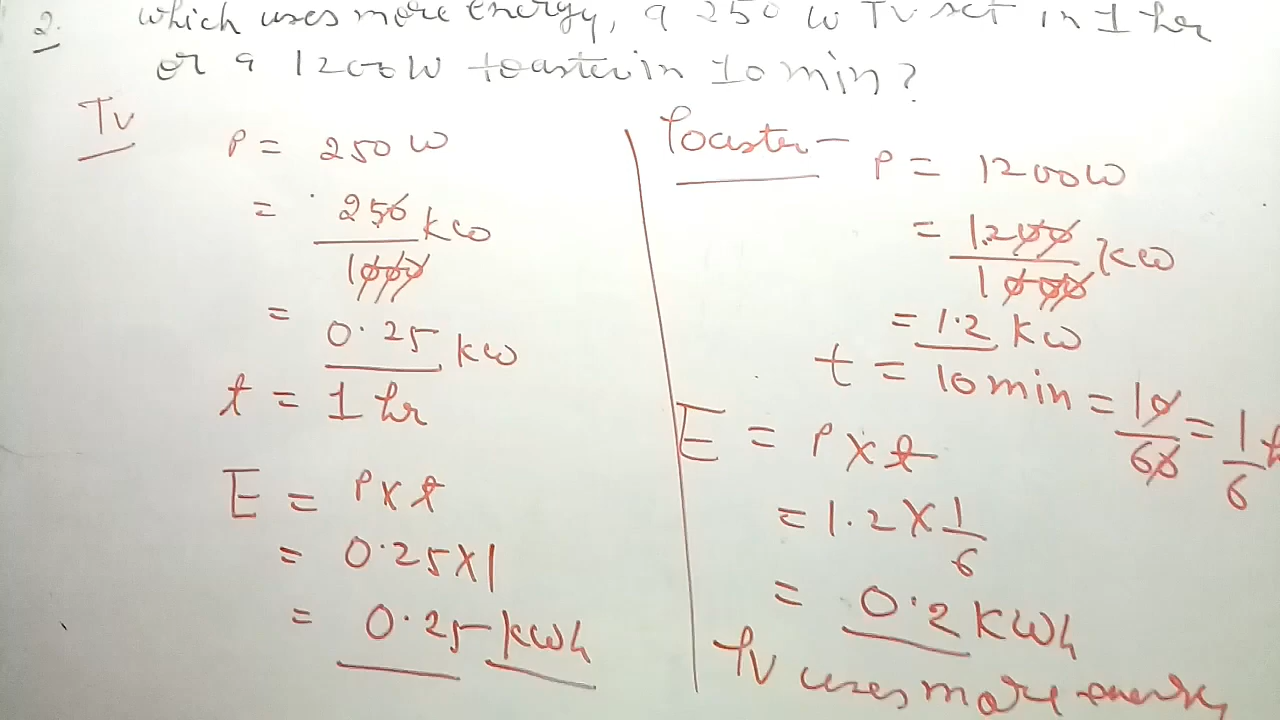 2. Which uses more energy, a 250 W TV set in 1 hr
or a 1200W toaster in 10 min?
TV
P = 250 W
= 250/1000 kW
= 0.25 kW
t = 1 hr
E = P x t
= 0.25 x 1
= 0.25 kWh
Toaster –
P = 1200W
= 1200/1000 kW
= 1.2 kW
t = 10 min = 10/60 = 1/6 h
E = P x t
= 1.2 x 1/6
= 0.2 kWh
TV uses more energy